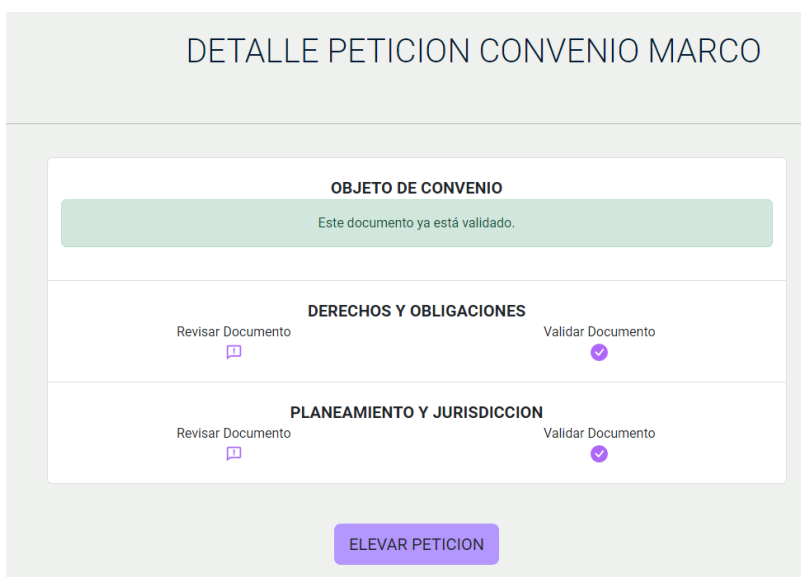 DETALLE PETICION CONVENIO MARCO
OBJETO DE CONVENIO
Este documento ya está validado.
DERECHOS Y OBLIGACIONES
Revisar Documento Validar Documento
PLANEAMIENTO Y JURISDICCION
Revisar Documento Validar Documento
ELEVAR PETICION